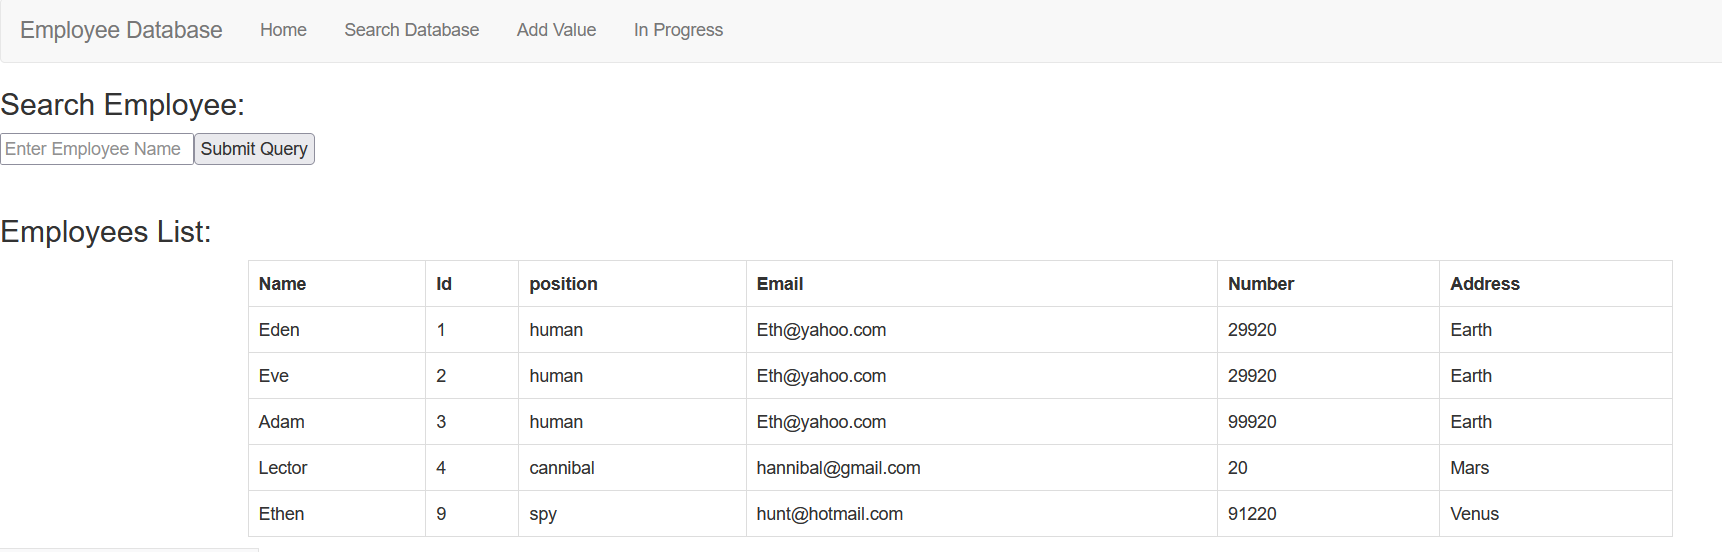 Employee Database Home Search Database Add Value In Progress
Search Employee:
Enter Employee Name Submit Query
Employees List:
Name Id position Email Number Address
Eden 1 human Eth@yahoo.com 29920 Earth
Eve 2 human Eth@yahoo.com 29920 Earth
Adam 3 human Eth@yahoo.com 99920 Earth
Lector 4 cannibal hannibal@gmail.com 20 Mars
Ethen 9 spy hunt@hotmail.com 91220 Venus